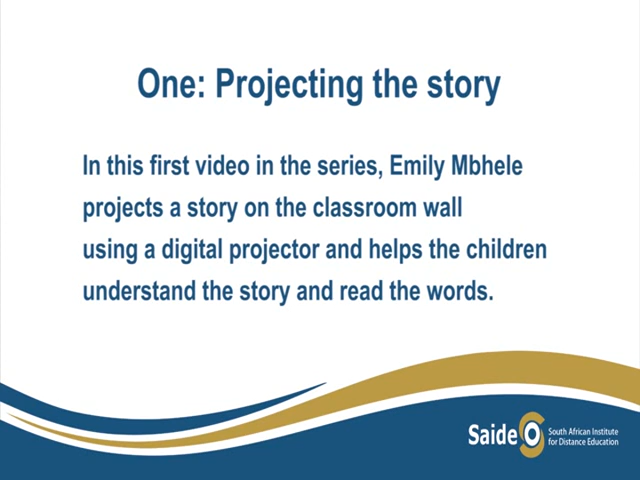 One: Projecting the story
In this first video in the series, Emily Mbhele
projects a story on the classroom wall
using a digital projector and helps the children
understand the story and read the words.
Saide
South African Institute
for Distance Education